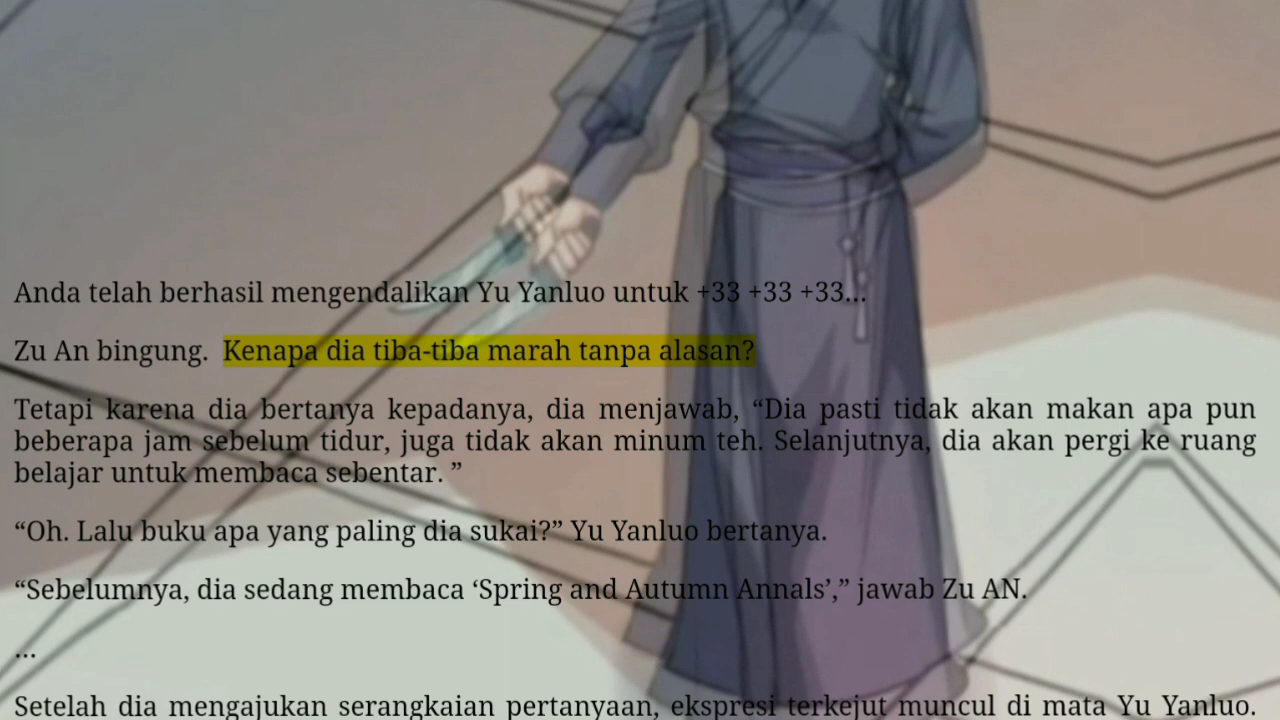 Anda telah berhasil mengendalikan Yu Yanluo untuk +33 +33 +33...
Zu An bingung. Kenapa dia tiba-tiba marah tanpa alasan?
Tetapi karena dia bertanya kepadanya, dia menjawab, “Dia pasti tidak akan makan apa pun
beberapa jam sebelum tidur, juga tidak akan minum teh. Selanjutnya, dia akan pergi ke ruang
belajar untuk membaca sebentar. ”
“Oh. Lalu buku apa yang paling dia sukai?” Yu Yanluo bertanya.
“Sebelumnya, dia sedang membaca ‘Spring and Autumn Annals’,” jawab Zu AN.
...
Setelah dia mengajukan serangkaian pertanyaan, ekspresi terkejut muncul di mata Yu Yanluo.